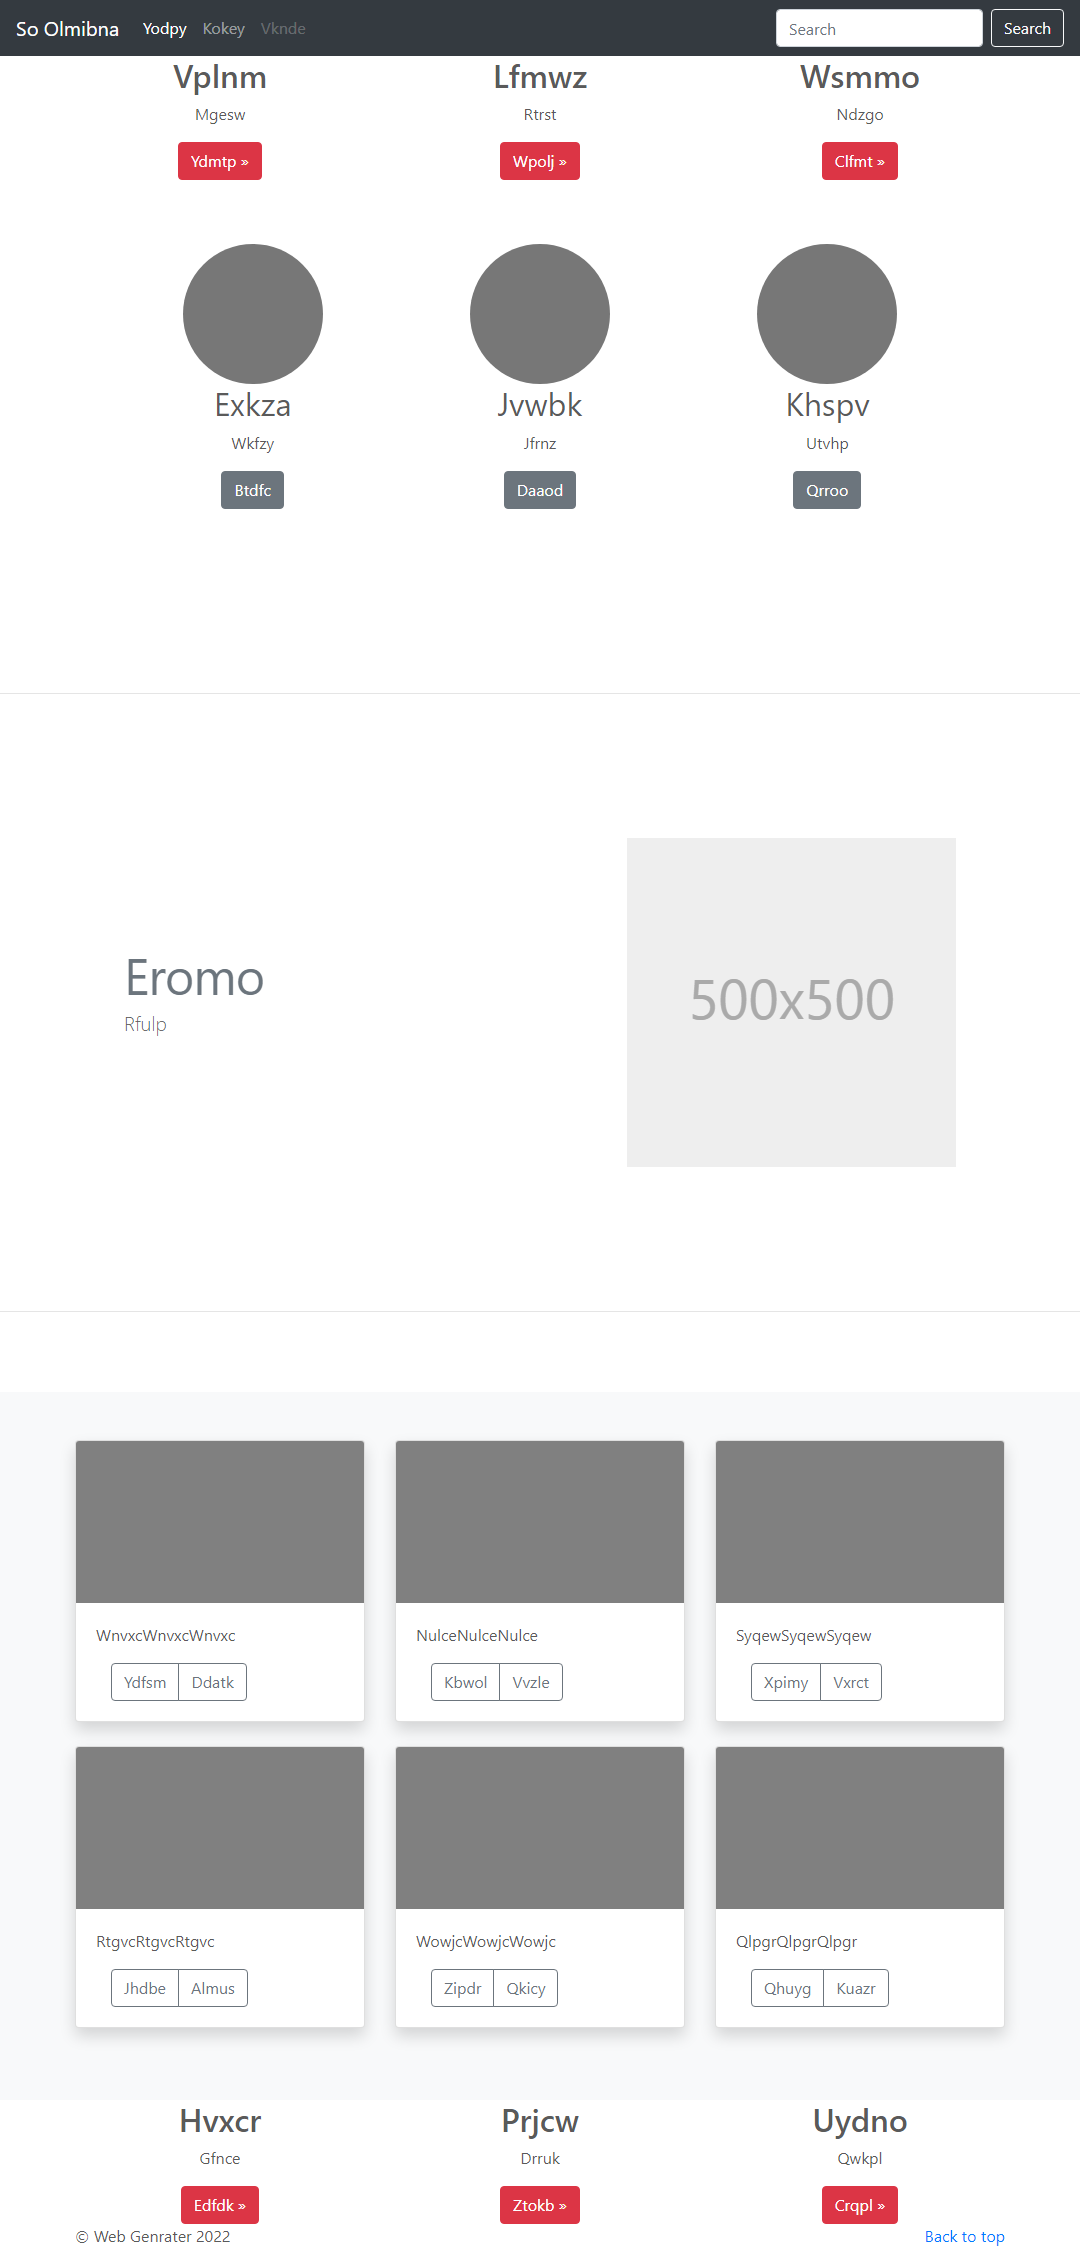 So Olmibna Yodpy Kokey Vknde Search Search
Vplnm Lfmwz Wsmmo
Mgesw Rtrst Ndzgo
Ydmtp » Wpolj » Clfmt »
Exkza Jvwbk Khspv
Wkfzy Jfrnz Utvhp
Btdfc Daaod Qrroo
Eromo
Rfulp
500x500
WnvxcWnvxcWnvxc NulceNulceNulce SyqewSyqewSyqew
Ydfsm Ddatk Kbwol Vvzle Xpimy Vxrct
RtgvcRtgvcRtgvc WowjcWowjcWowjc QlpgrQlpgrQlpgr
Jhdbe Almus Zipdr Qkicy Qhuyg Kuazr
Hvxcr Prjcw Uydno
Gfnce Drruk Qwkpl
Edfdk » Ztokb » Crqpl »
© Web Genrater 2022 Back to top